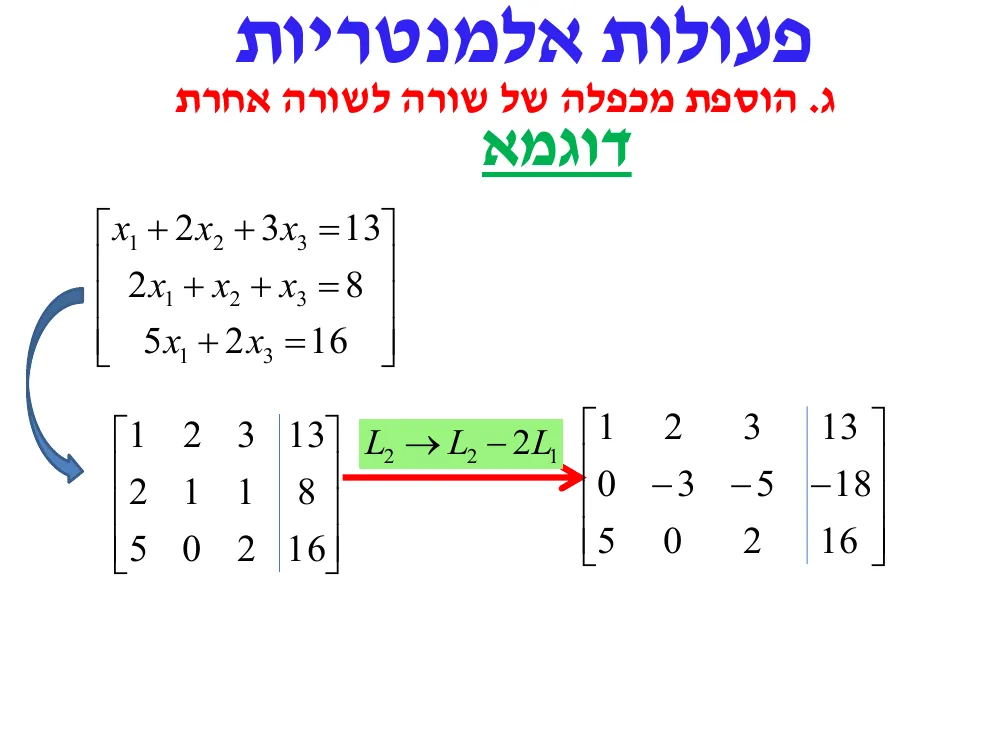 פעולות אלמנטריות
ג. הוספת מכפלה של שורה לשורה אחרת
דוגמא
x₁ + 2x₂ + 3x₃ = 13
2x₁ + x₂ + x₃ = 8
5x₁ + 2x₃ = 16
1 2 3 13
2 1 1 8
5 0 2 16
L₂ → L₂ − 2L₁
1 2 3 13
0 −3 −5 −18
5 0 2 16